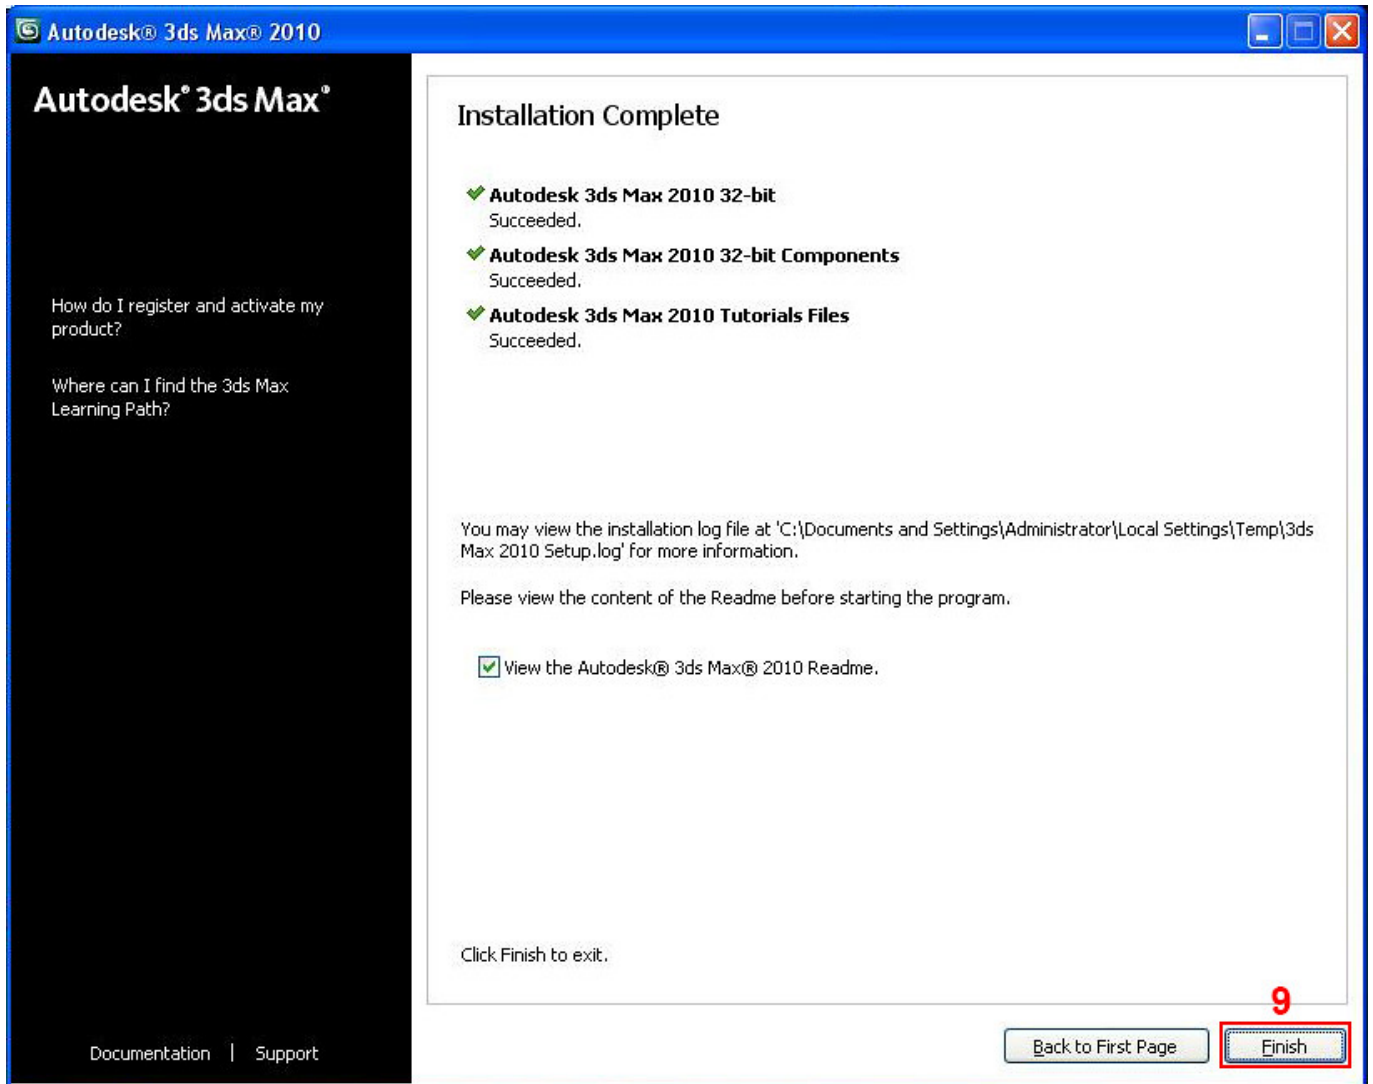 Autodesk® 3ds Max® 2010
Autodesk® 3ds Max®
How do I register and activate my
product?
Where can I find the 3ds Max
Learning Path?
Documentation | Support
Installation Complete
Autodesk 3ds Max 2010 32-bit
Succeeded.
Autodesk 3ds Max 2010 32-bit Components
Succeeded.
Autodesk 3ds Max 2010 Tutorials Files
Succeeded.
You may view the installation log file at 'C:\Documents and Settings\Administrator\Local Settings\Temp\3ds
Max 2010 Setup.log' for more information.
Please view the content of the Readme before starting the program.
View the Autodesk® 3ds Max® 2010 Readme.
Click Finish to exit.
9
Back to First Page
Finish